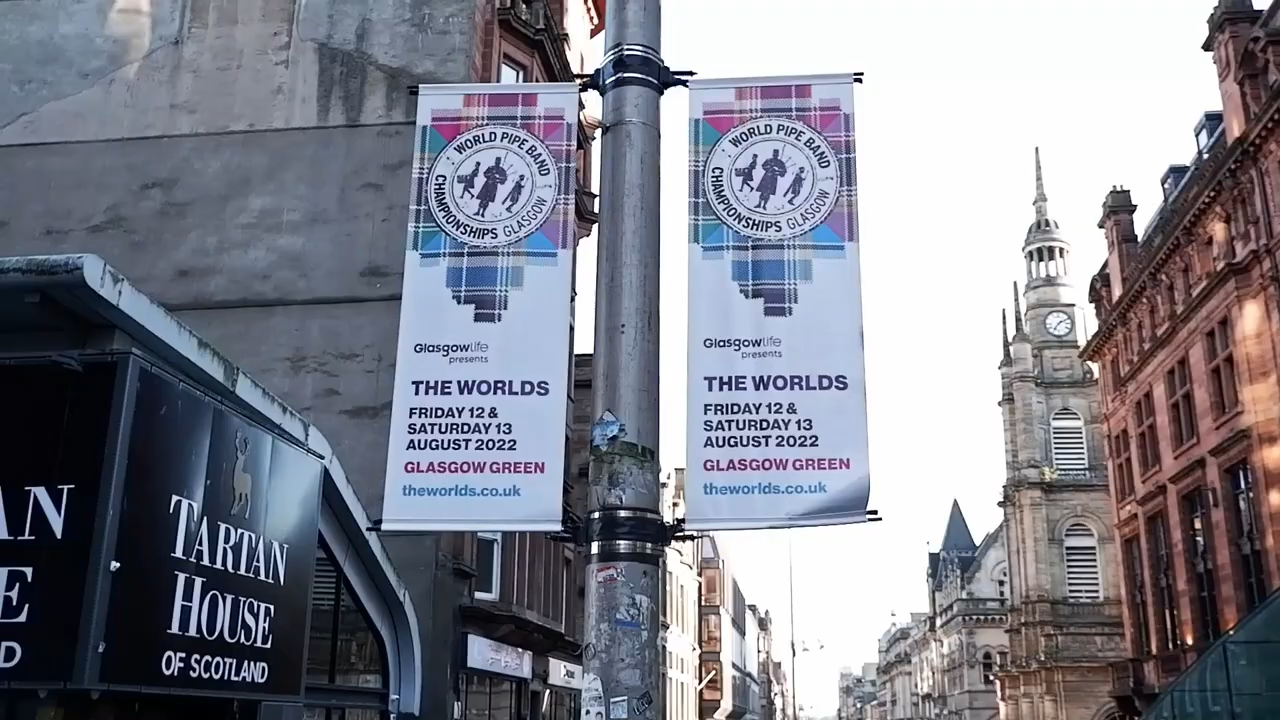 WORLD PIPE BAND
CHAMPIONSHIPS GLASGOW
Glasgowlife
presents
THE WORLDS
FRIDAY 12 &
SATURDAY 13
AUGUST 2022
GLASGOW GREEN
theworlds.co.uk
WORLD PIPE BAND
CHAMPIONSHIPS GLASGOW
Glasgowlife
presents
THE WORLDS
FRIDAY 12 &
SATURDAY 13
AUGUST 2022
GLASGOW GREEN
theworlds.co.uk
AN
E
D
TARTAN
HOUSE
OF SCOTLAND